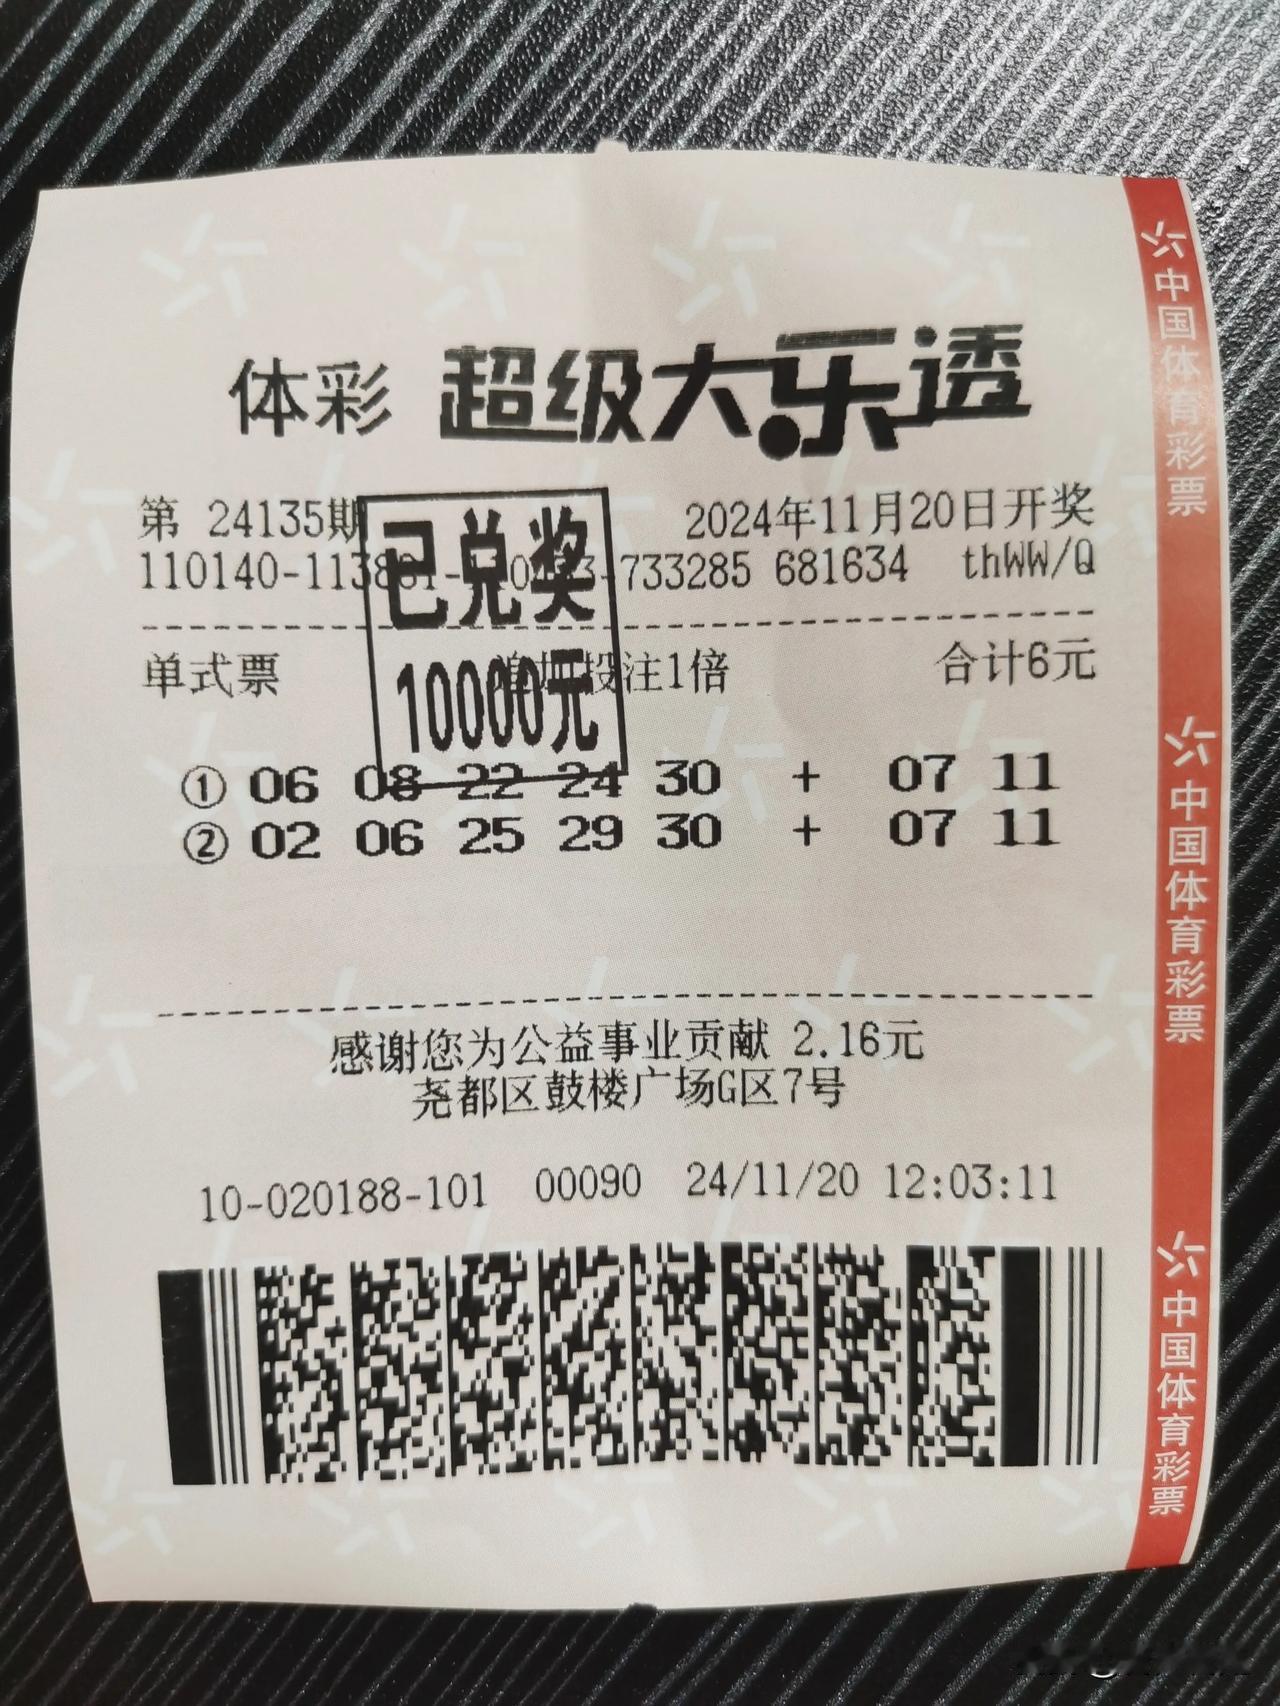 体彩 超级大乐透
第 24135期 2024年11月20日开奖
已兑奖
110140-113 -733285 681634 thWW/Q
单式票 投注1倍 合计6元
10000元
① 06 08 22 24 30 + 07 11
② 02 06 25 29 30 + 07 11
感谢您为公益事业贡献 2.16元
尧都区鼓楼广场G区7号
10-020188-101 00090 24/11/20 12:03:11
中国体育彩票
中国体育彩票
中国体育彩票